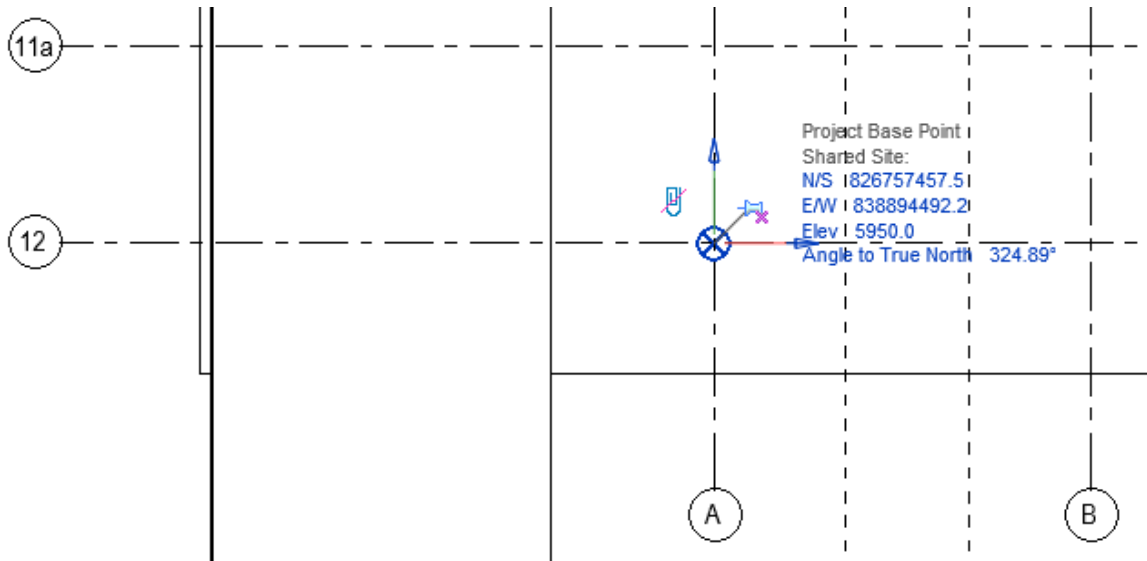 11a
Project Base Point
Shared Site:
N/S 826757457.5
E/W 838894492.2
12
Elev 5950.0
Angle to True North 324.89°
A
B